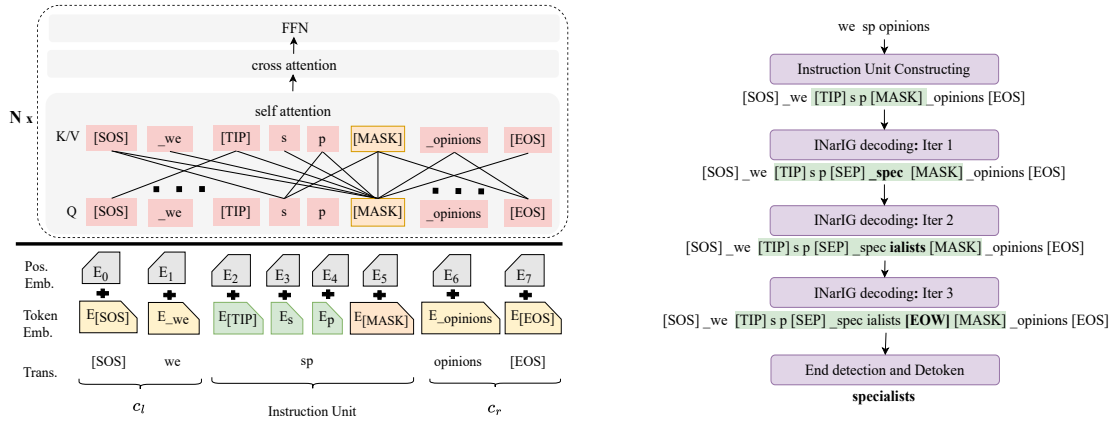 FFN
cross attention
self attention
N x
K/V [SOS] _we [TIP] s p [MASK] _opinions [EOS]
Q [SOS] _we [TIP] s p [MASK] _opinions [EOS]
Pos. Emb. E0 E1 E2 E3 E4 E5 E6 E7
Token Emb. E[SOS] E_we E[TIP] Es Ep E[MASK] E_opinions E[EOS]
Trans. [SOS] we sp opinions [EOS]
cl Instruction Unit cr
we sp opinions
Instruction Unit Constructing
[SOS] _we [TIP] s p [MASK] _opinions [EOS]
INarIG decoding: Iter 1
[SOS] _we [TIP] s p [SEP] _spec [MASK] _opinions [EOS]
INarIG decoding: Iter 2
[SOS] _we [TIP] s p [SEP] _spec ialists [MASK] _opinions [EOS]
INarIG decoding: Iter 3
[SOS] _we [TIP] s p [SEP] _spec ialists [EOW] [MASK] _opinions [EOS]
End detection and Detoken
specialists